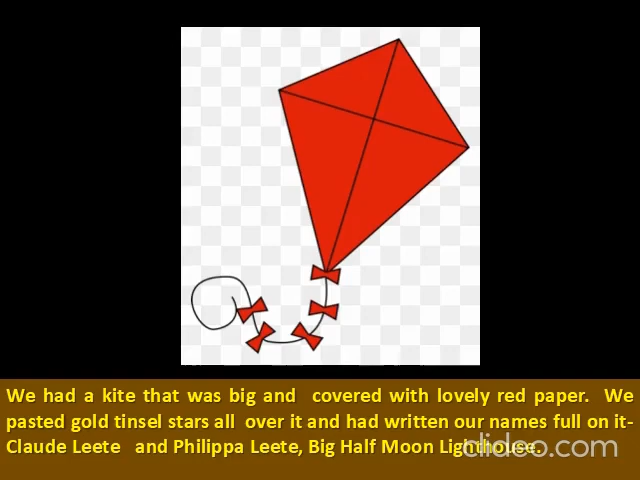 We had a kite that was big and covered with lovely red paper. We
pasted gold tinsel stars all over it and had written our names full on it-
Claude Leete and Philippa Leete, Big Half Moon Lighthouse.
clideo.com